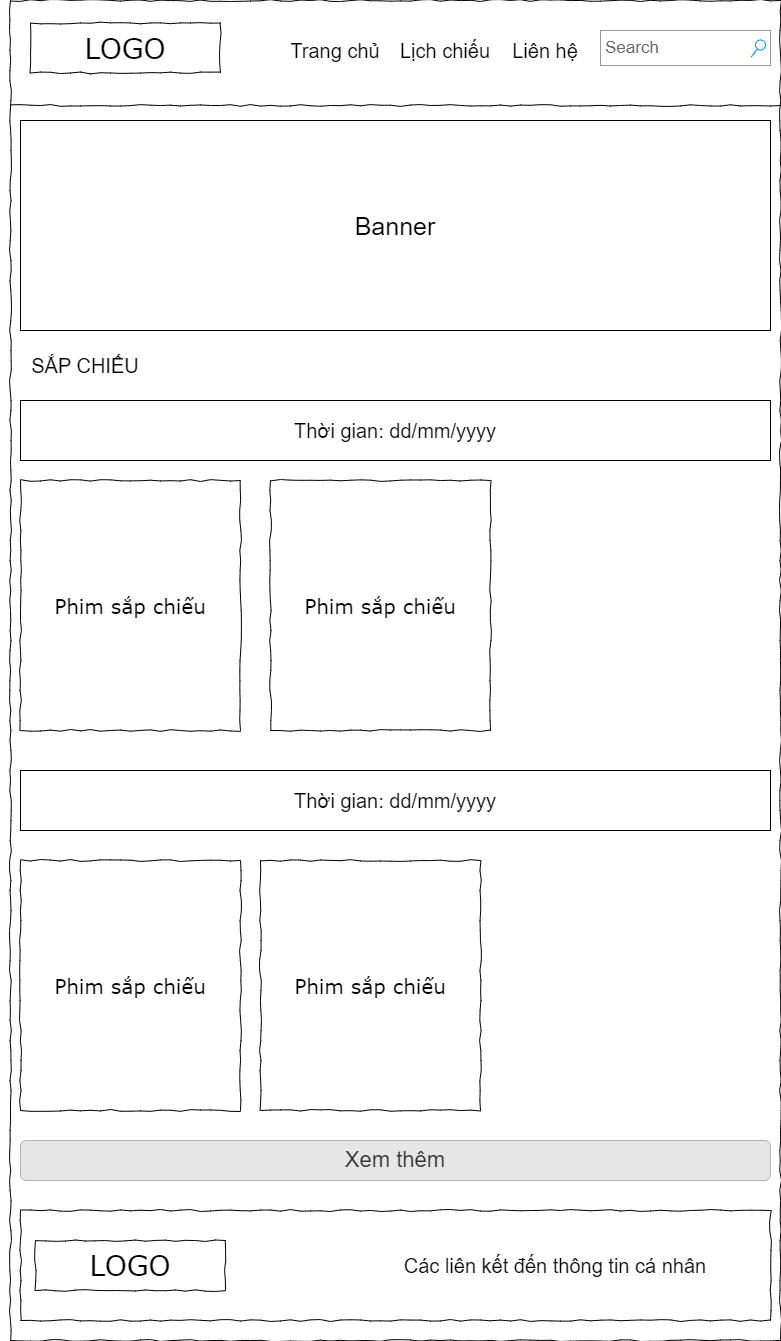 LOGO
Trang chủ
Lịch chiếu
Liên hệ
Search
Banner
SẮP CHIẾU
Thời gian: dd/mm/yyyy
Phim sắp chiếu
Phim sắp chiếu
Thời gian: dd/mm/yyyy
Phim sắp chiếu
Phim sắp chiếu
Xem thêm
LOGO
Các liên kết đến thông tin cá nhân